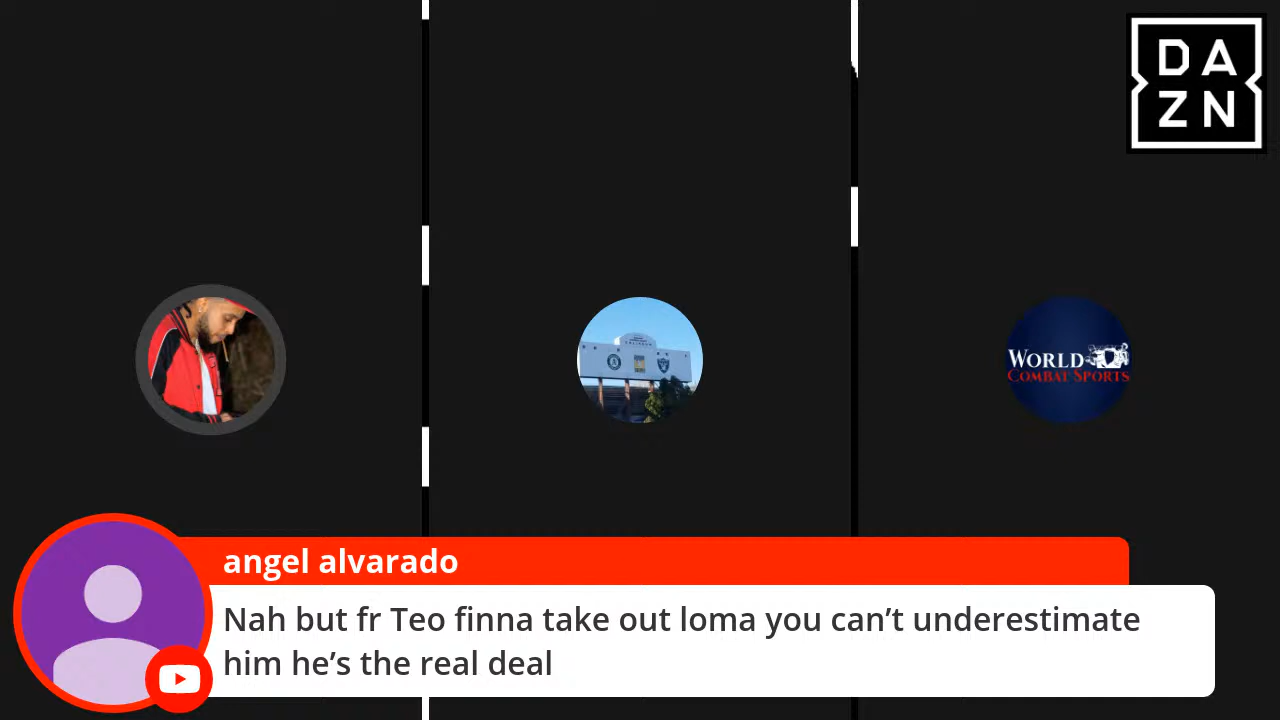 DA
ZN
WORLD
COMBAT SPORTS
angel alvarado
Nah but fr Teo finna take out loma you can’t underestimate
him he’s the real deal